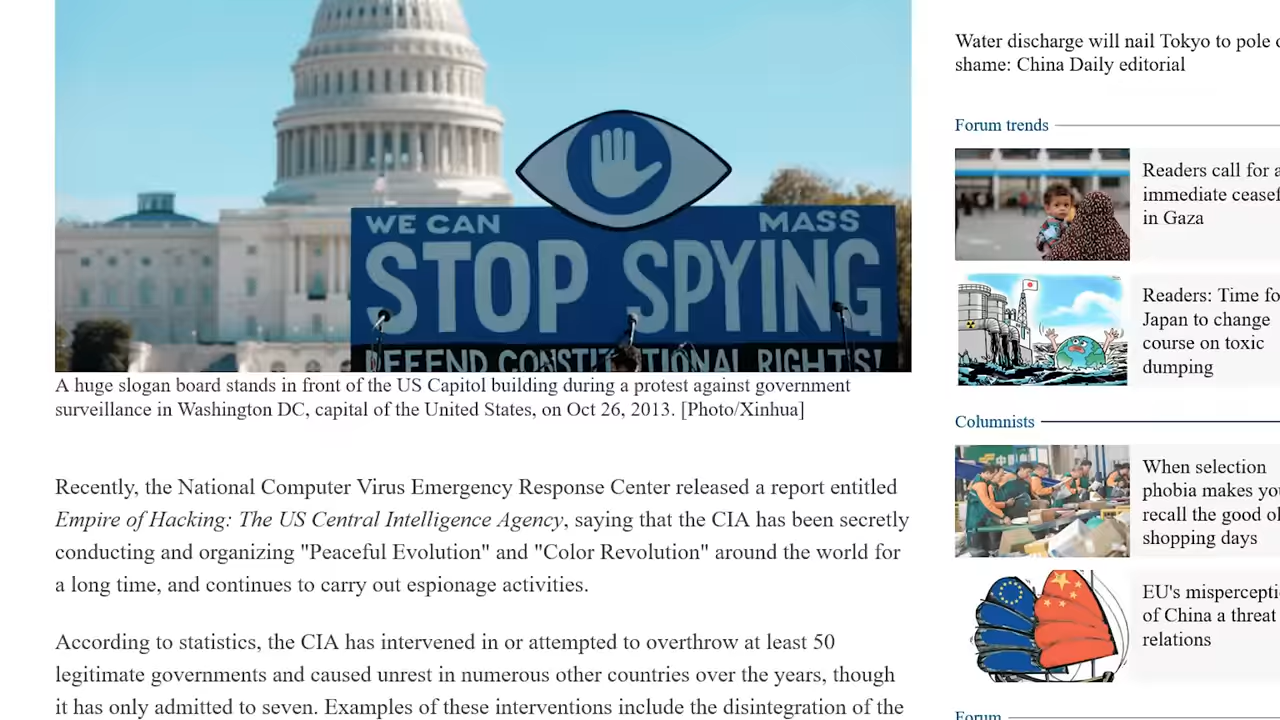 WE CAN
MASS
STOP SPYING
DEFEND CONSTITUTIONAL RIGHTS!
A huge slogan board stands in front of the US Capitol building during a protest against government
surveillance in Washington DC, capital of the United States, on Oct 26, 2013. [Photo/Xinhua]
Recently, the National Computer Virus Emergency Response Center released a report entitled
Empire of Hacking: The US Central Intelligence Agency, saying that the CIA has been secretly
conducting and organizing "Peaceful Evolution" and "Color Revolution" around the world for
a long time, and continues to carry out espionage activities.
According to statistics, the CIA has intervened in or attempted to overthrow at least 50
legitimate governments and caused unrest in numerous other countries over the years, though
it has only admitted to seven. Examples of these interventions include the disintegration of the
Water discharge will nail Tokyo to pole
shame: China Daily editorial
Forum trends
Readers call for
immediate
in Gaza
Readers: Time
Japan to change
course on toxic
dumping
Columnists
When selection
phobia makes
recall the good
shopping days
EU's
of China a threat
relations
Forum